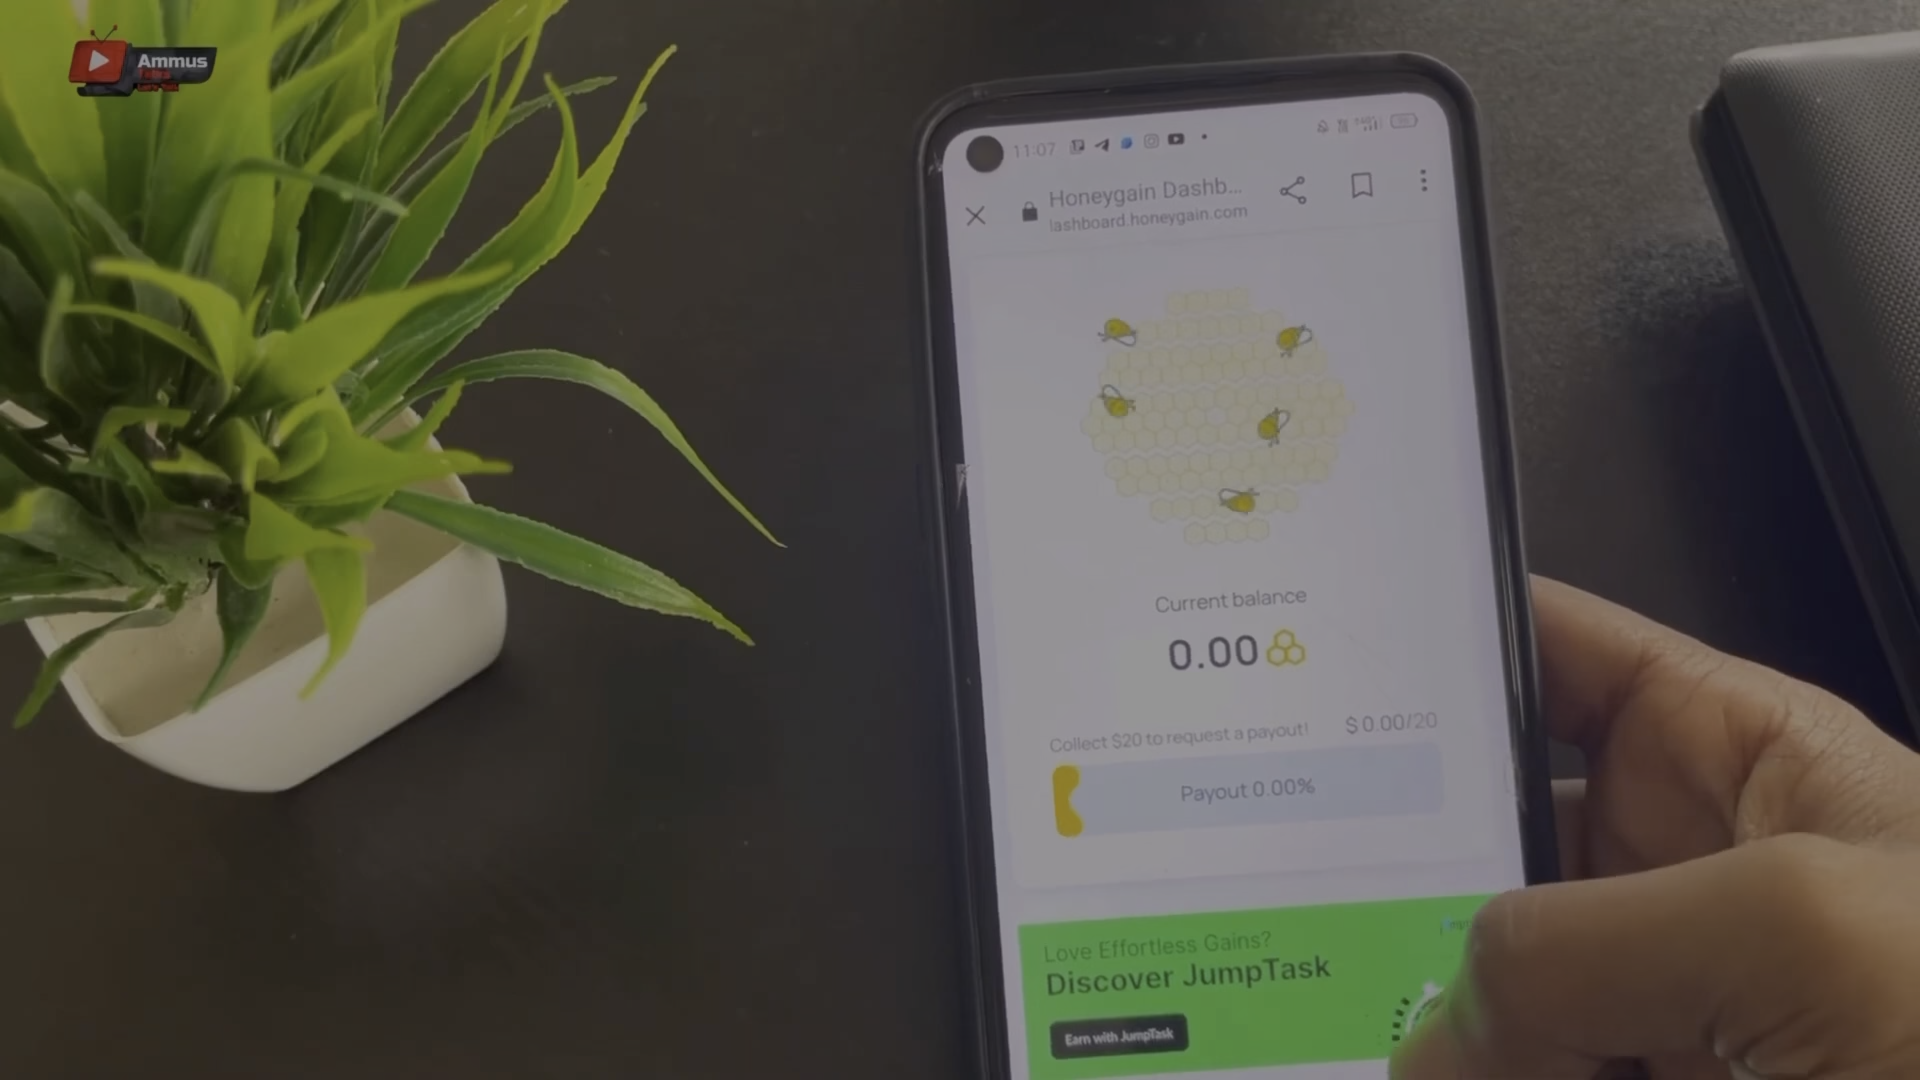 Ammus
11:07
Honeygain Dashb...
lashboard.honeygain.com
Current balance
0.00
Collect $20 to request a payout! $ 0.00/20
Payout 0.00%
Love Effortless Gains?
Discover JumpTask
Earn with JumpTask